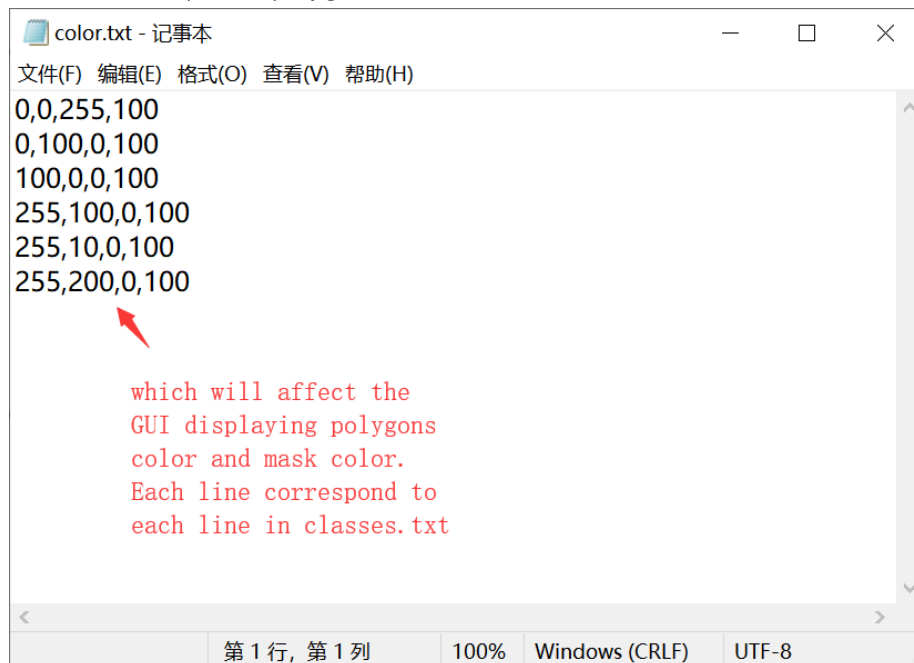 color.txt - 记事本
文件(F) 编辑(E) 格式(O) 查看(V) 帮助(H)
0,0,255,100
0,100,0,100
100,0,0,100
255,100,0,100
255,10,0,100
255,200,0,100
which will affect the
GUI displaying polygons
color and mask color.
Each line correspond to
each line in classes.txt
第 1 行，第 1 列 100% Windows (CRLF) UTF-8